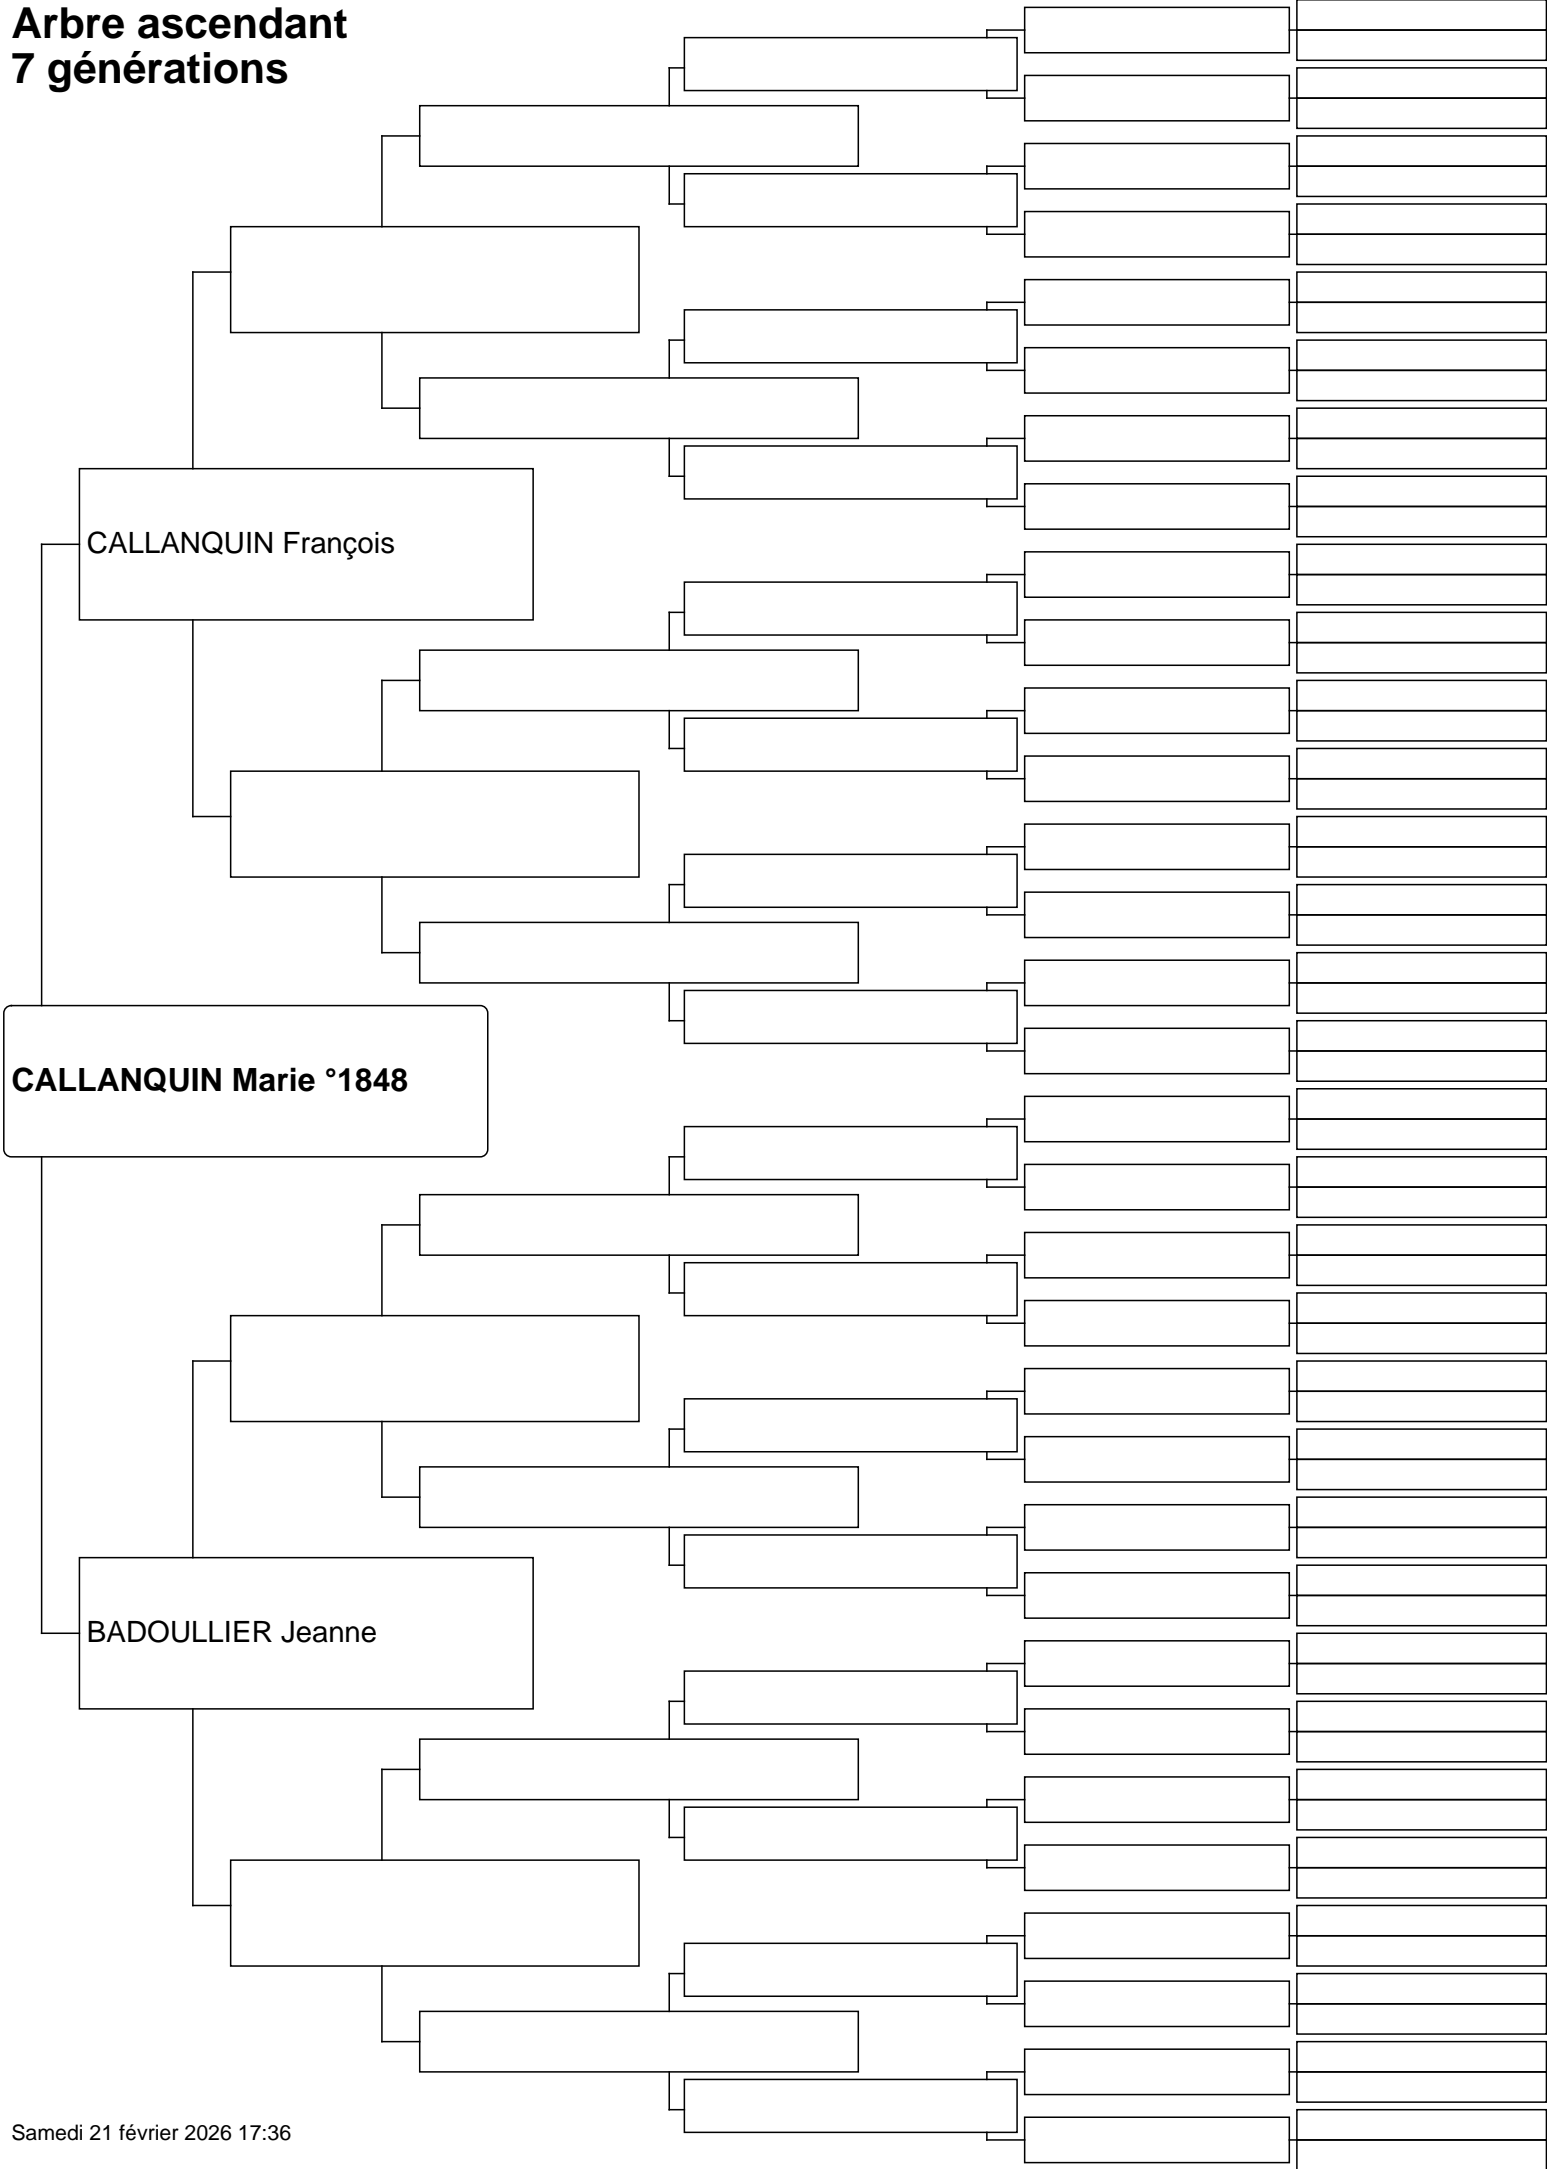 Arbre ascendant
7 générations
CALLANQUIN François
CALLANQUIN Marie °1848
BADOULLIER Jeanne
Samedi 21 février 2026 17:36